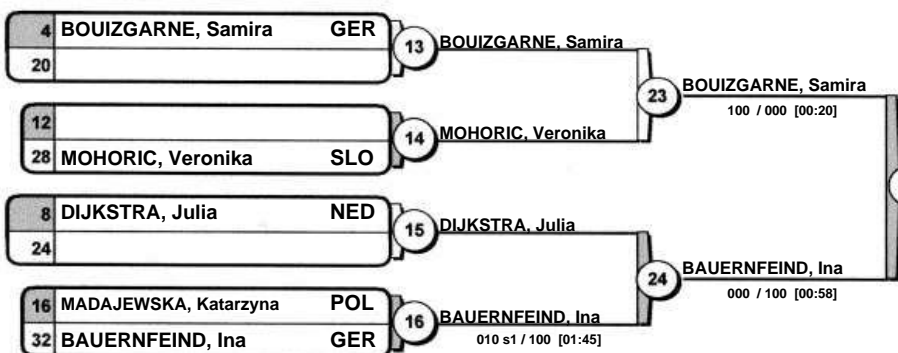 4 BOUIZGARNE, Samira GER
20
13
BOUIZGARNE, Samira
12
28 MOHORIC, Veronika SLO
14
MOHORIC, Veronika
23
BOUIZGARNE, Samira
100 / 000 [00:20]
8 DIJKSTRA, Julia NED
24
15
DIJKSTRA, Julia
16 MADAJEWSKA, Katarzyna POL
32 BAUERNFEIND, Ina GER
16
BAUERNFEIND, Ina
010 s1 / 100 [01:45]
24
BAUERNFEIND, Ina
000 / 100 [00:58]